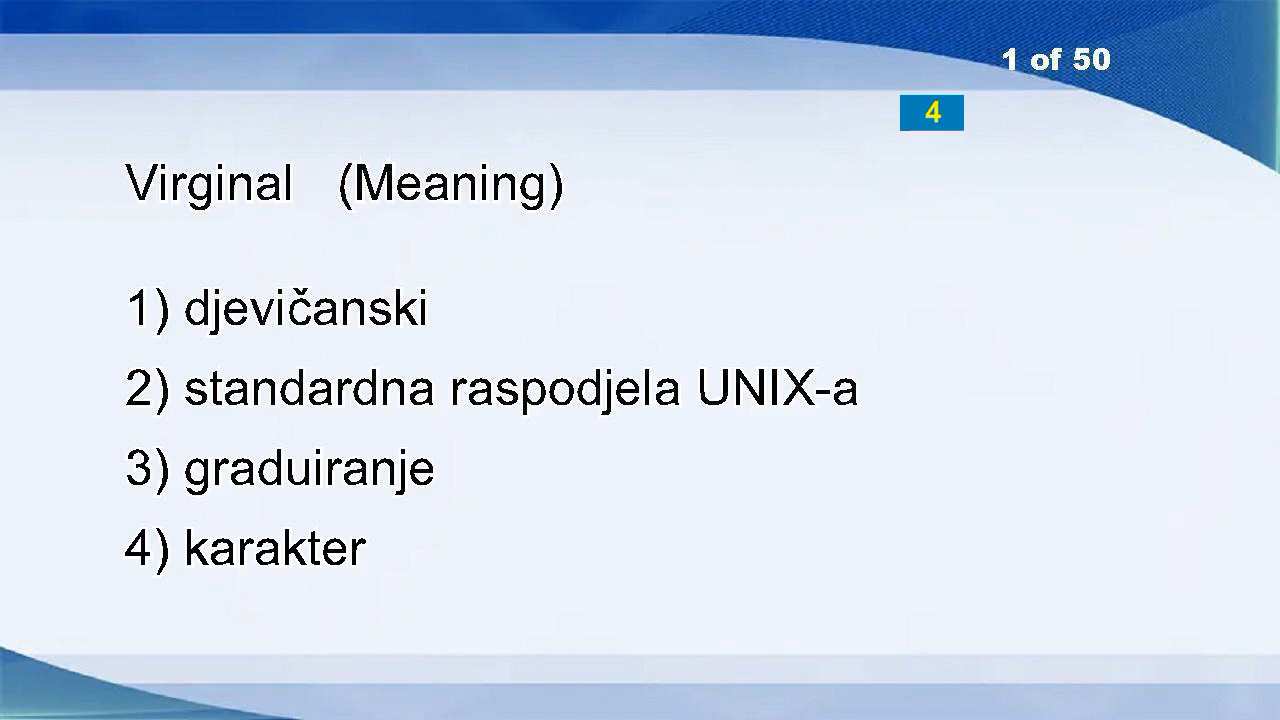 1 of 50
4
Virginal (Meaning)
1) djevičanski
2) standardna raspodjela UNIX-a
3) graduiranje
4) karakter